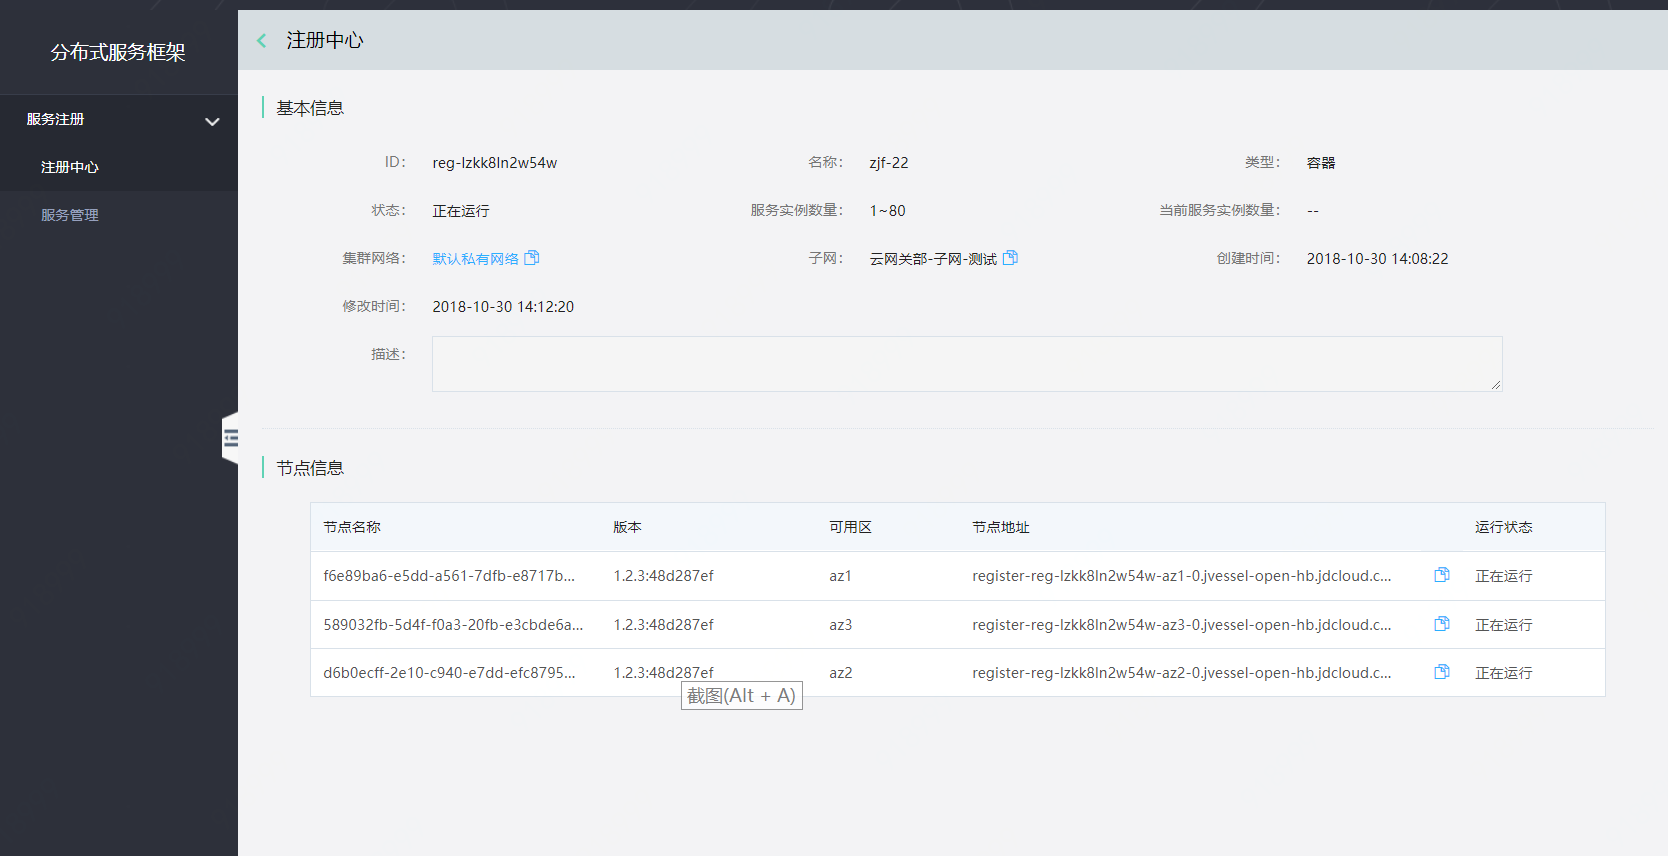 分布式服务框架
服务注册
注册中心
服务管理
注册中心
基本信息
ID: reg-lzkk8ln2w54w 名称: zjf-22 类型: 容器
状态: 正在运行 服务实例数量: 1~80 当前服务实例数量: --
集群网络: 默认私有网络 子网: 云网关部-子网-测试 创建时间: 2018-10-30 14:08:22
修改时间: 2018-10-30 14:12:20
描述:
节点信息
节点名称 版本 可用区 节点地址 运行状态
f6e89ba6-e5dd-a561-7dfb-e8717b... 1.2.3:48d287ef az1 register-reg-lzkk8ln2w54w-az1-0.jvessel-open-hb.jdcloud.c... 正在运行
589032fb-5d4f-f0a3-20fb-e3cbde6a... 1.2.3:48d287ef az3 register-reg-lzkk8ln2w54w-az3-0.jvessel-open-hb.jdcloud.c... 正在运行
d6b0ecff-2e10-c940-e7dd-efc8795... 1.2.3:48d287ef az2 register-reg-lzkk8ln2w54w-az2-0.jvessel-open-hb.jdcloud.c... 正在运行
截图(Alt + A)